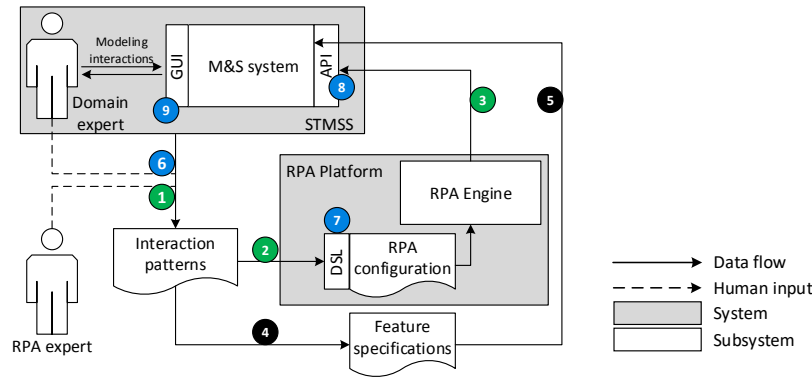 Modeling
interactions
GUI
M&S system
API
8
9
Domain
expert
STMSS
3
5
6
1
RPA Platform
RPA Engine
7
Interaction
patterns
2
DSL
RPA
configuration
4
Feature
specifications
RPA expert
Data flow
Human input
System
Subsystem